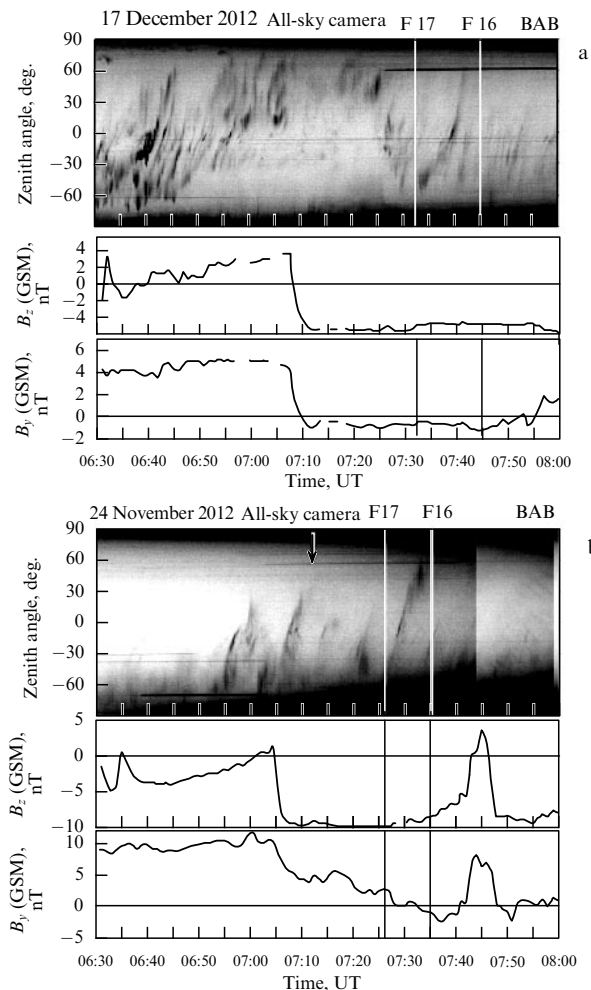 17 December 2012 All-sky camera F 17 F 16 BAB
a
90
60
30
0
−30
−60
Zenith angle, deg.
4
2
0
−2
−4
Bz (GSM), nT
6
4
2
0
−2
By (GSM), nT
06:30 06:40 06:50 07:00 07:10 07:20 07:30 07:40 07:50 08:00
Time, UT
24 November 2012 All-sky camera F17 F16 BAB
b
90
60
30
0
−30
−60
Zenith angle, deg.
5
0
−5
−10
Bz (GSM), nT
10
5
0
5
By (GSM), nT
06:30 06:40 06:50 07:00 07:10 07:20 07:30 07:40 07:50 08:00
Time, UT